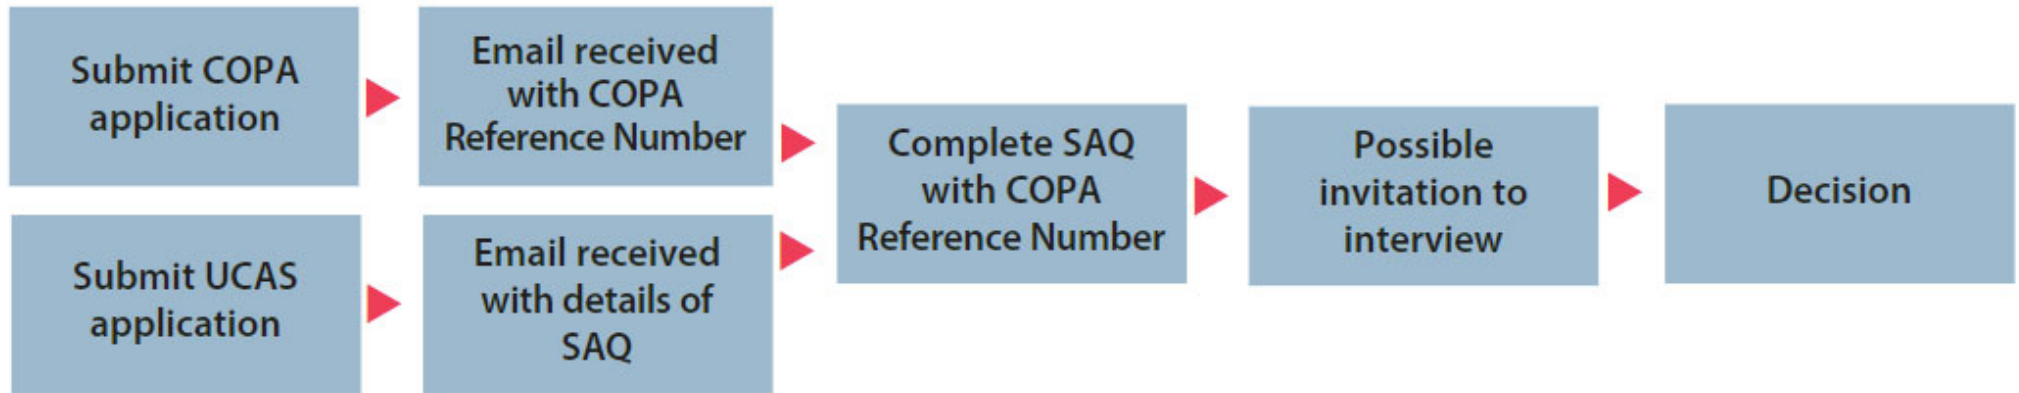 Submit COPA
application
Email received
with COPA
Reference Number
Submit UCAS
application
Email received
with details of
SAQ
Complete SAQ
with COPA
Reference Number
Possible
invitation to
interview
Decision